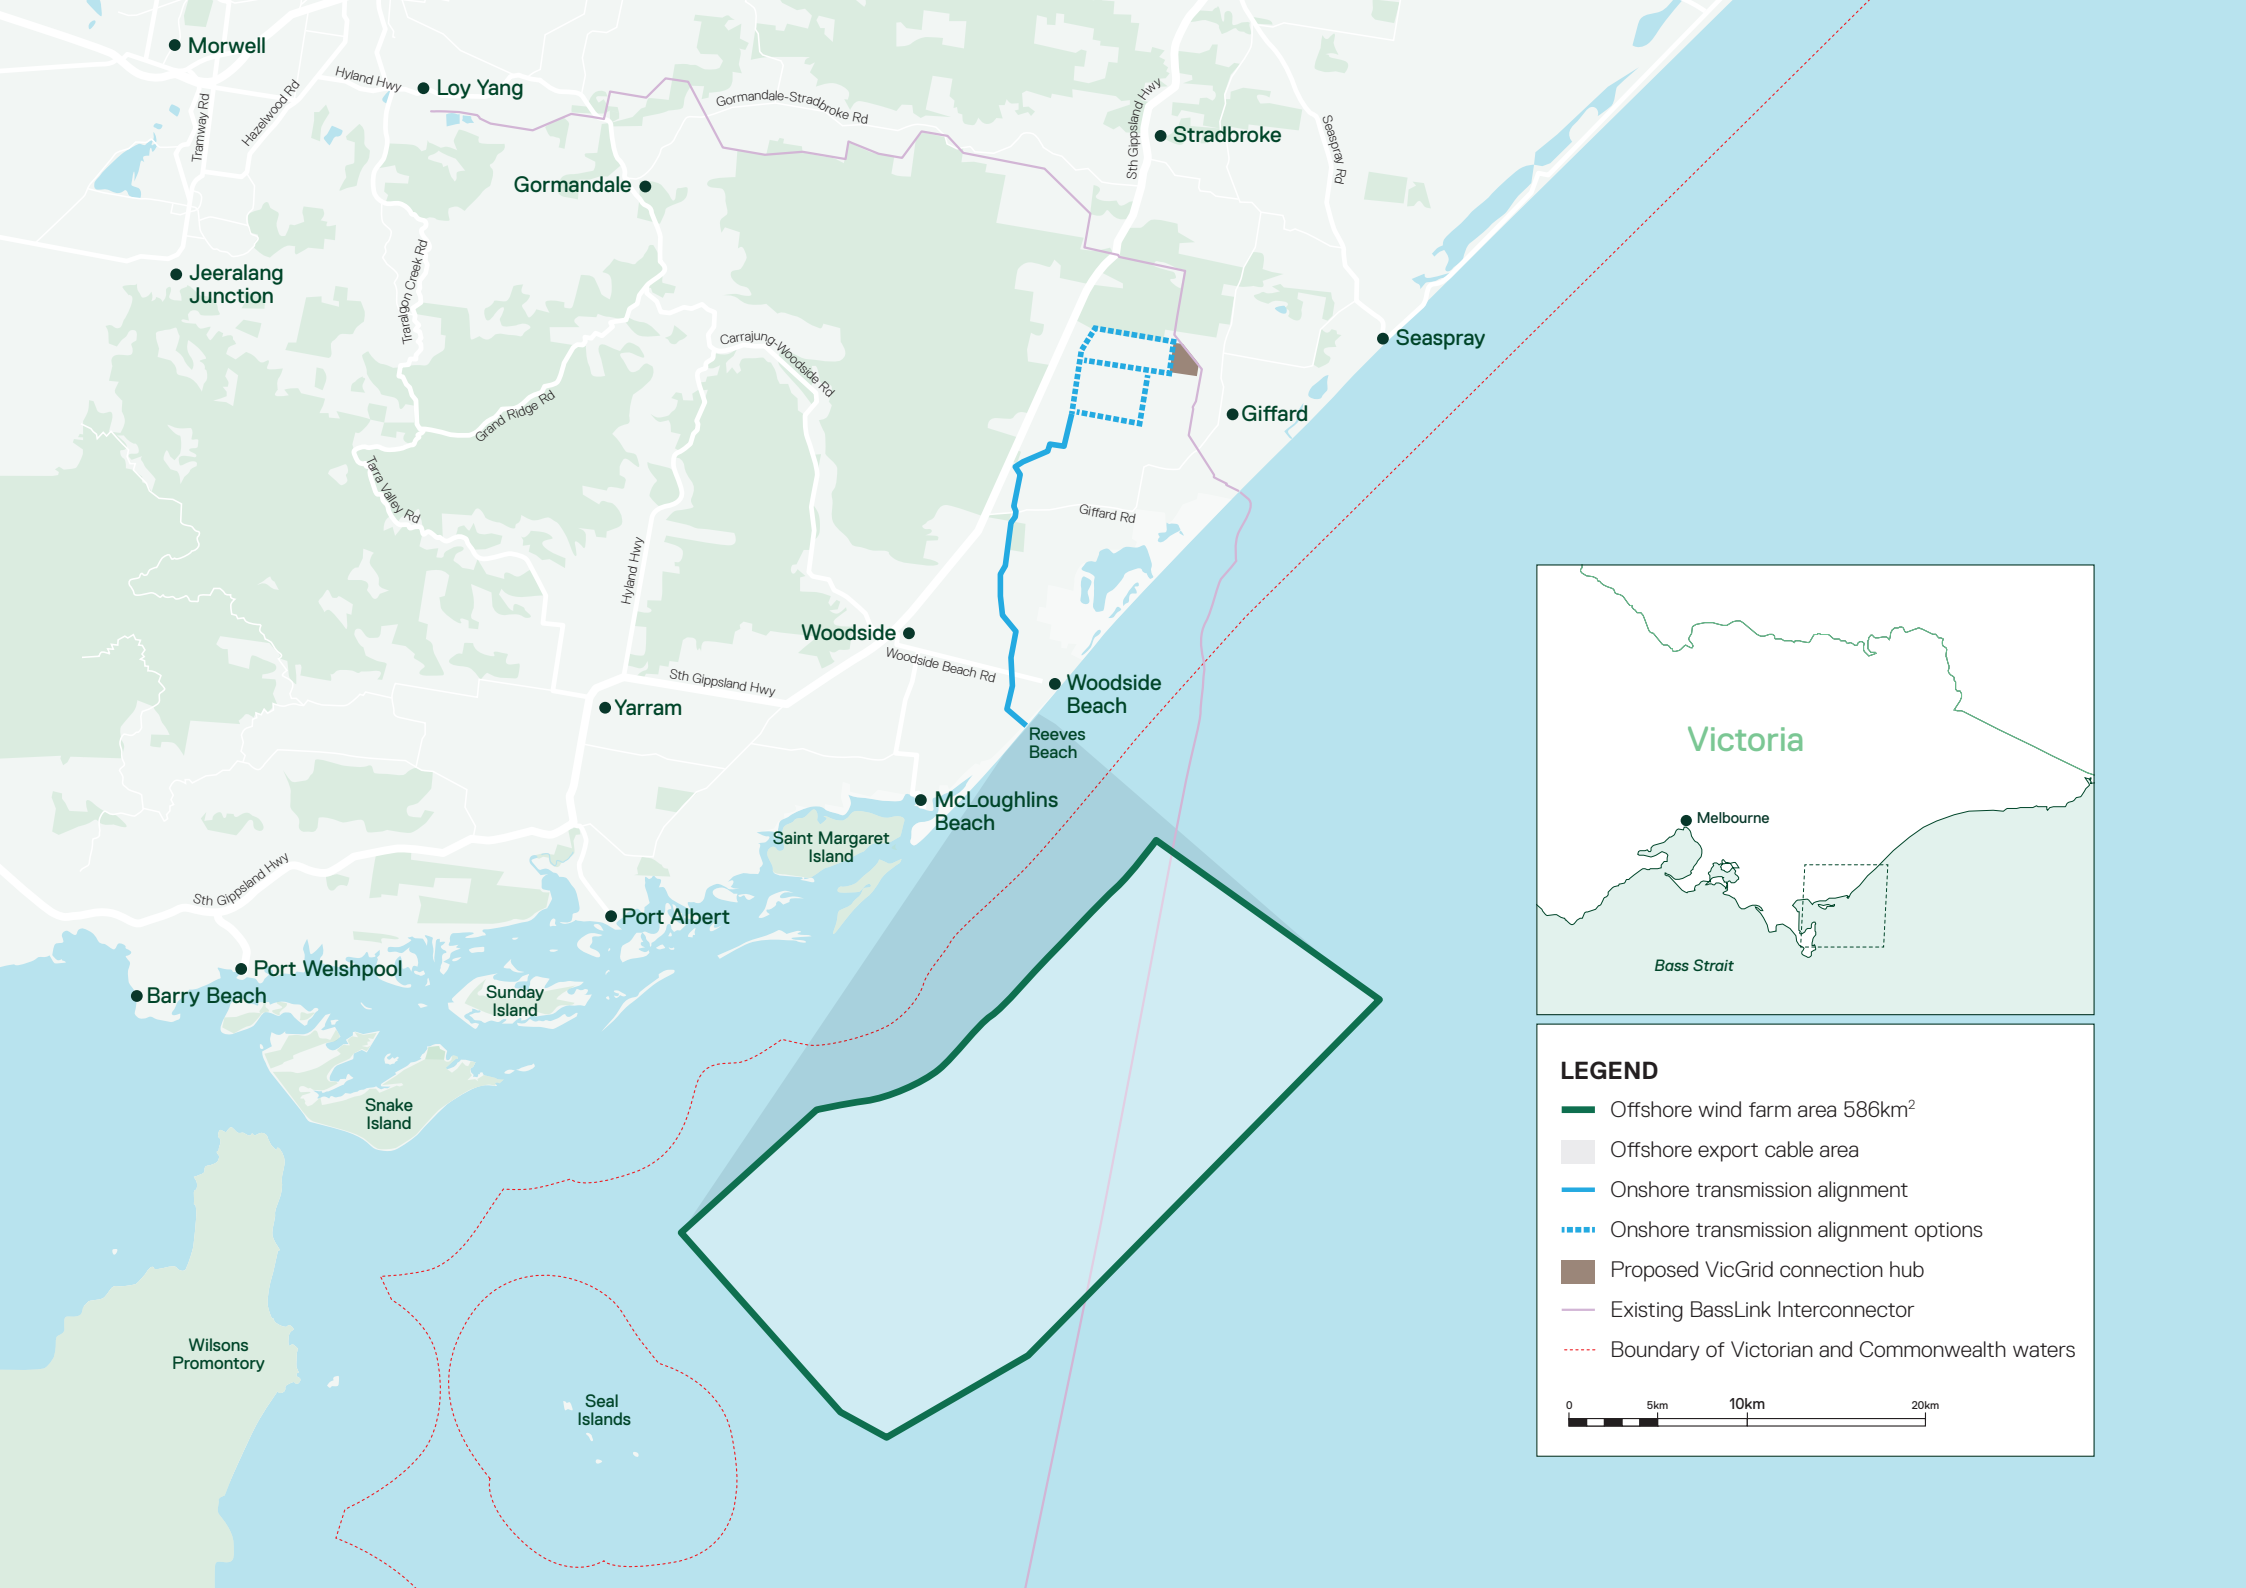 Morwell
Hyland Hwy
Loy Yang
Tramway Rd
Hazelwood Rd
Gormandale-Stradbroke Rd
Sth Gippsland Hwy
Stradbroke
Seaspray Rd
Gormandale
Jeeralang
Junction
Traralgon Creek Rd
Carrajung-Woodside Rd
Seaspray
Grand Ridge Rd
Giffard
Tarra Valley Rd
Giffard Rd
Hyland Hwy
Woodside
Woodside Beach Rd
Sth Gippsland Hwy
Woodside
Beach
Yarram
Reeves
Beach
McLoughlins
Beach
Saint Margaret
Island
Sth Gippsland Hwy
Port Albert
Port Welshpool
Barry Beach
Sunday
Island
Snake
Island
Wilsons
Promontory
Seal
Islands
Victoria
Melbourne
Bass Strait
LEGEND
Offshore wind farm area 586km²
Offshore export cable area
Onshore transmission alignment
Onshore transmission alignment options
Proposed VicGrid connection hub
Existing BassLink Interconnector
Boundary of Victorian and Commonwealth waters
0 5km 10km 20km